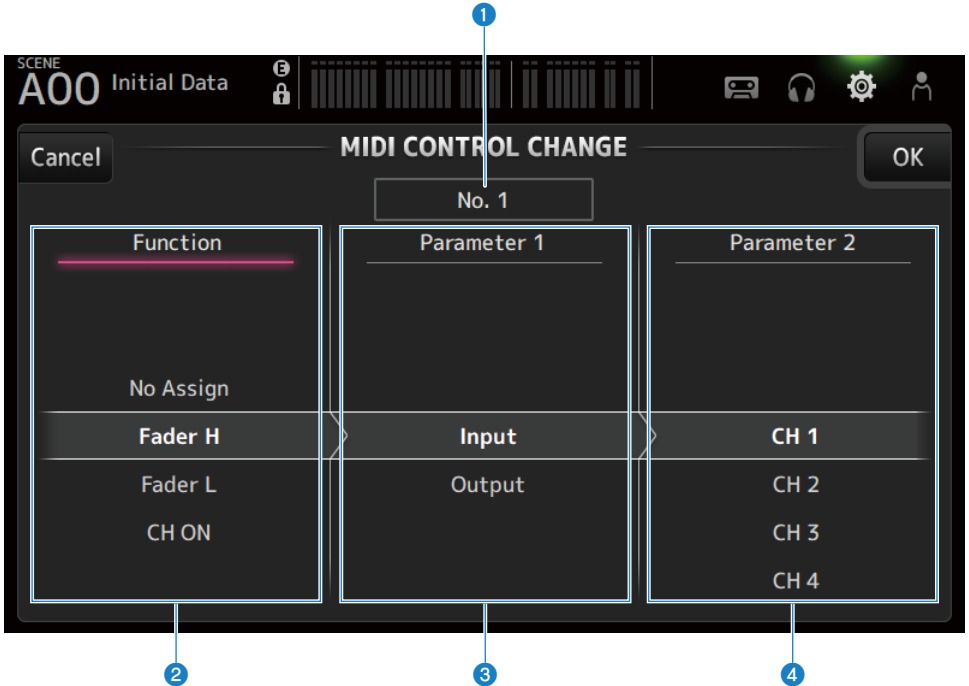 1
SCENE
A00 Initial Data E
Cancel MIDI CONTROL CHANGE OK
No. 1
Function Parameter 1 Parameter 2
No Assign
Fader H Input CH 1
Fader L Output CH 2
CH ON CH 3
CH 4
2 3 4